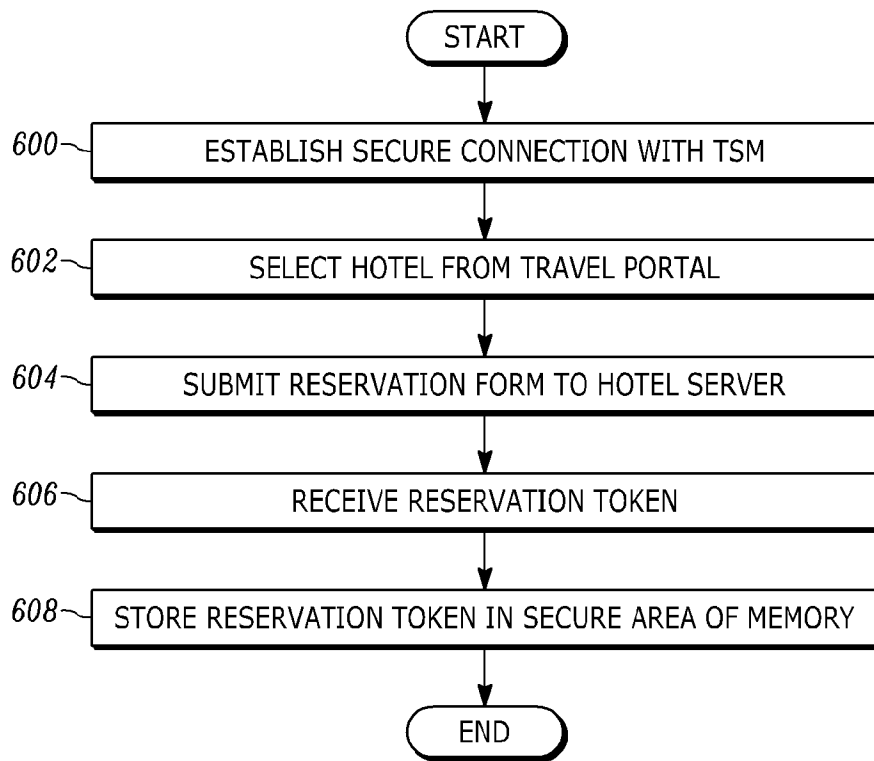 START
600 ESTABLISH SECURE CONNECTION WITH TSM
602 SELECT HOTEL FROM TRAVEL PORTAL
604 SUBMIT RESERVATION FORM TO HOTEL SERVER
606 RECEIVE RESERVATION TOKEN
608 STORE RESERVATION TOKEN IN SECURE AREA OF MEMORY
END